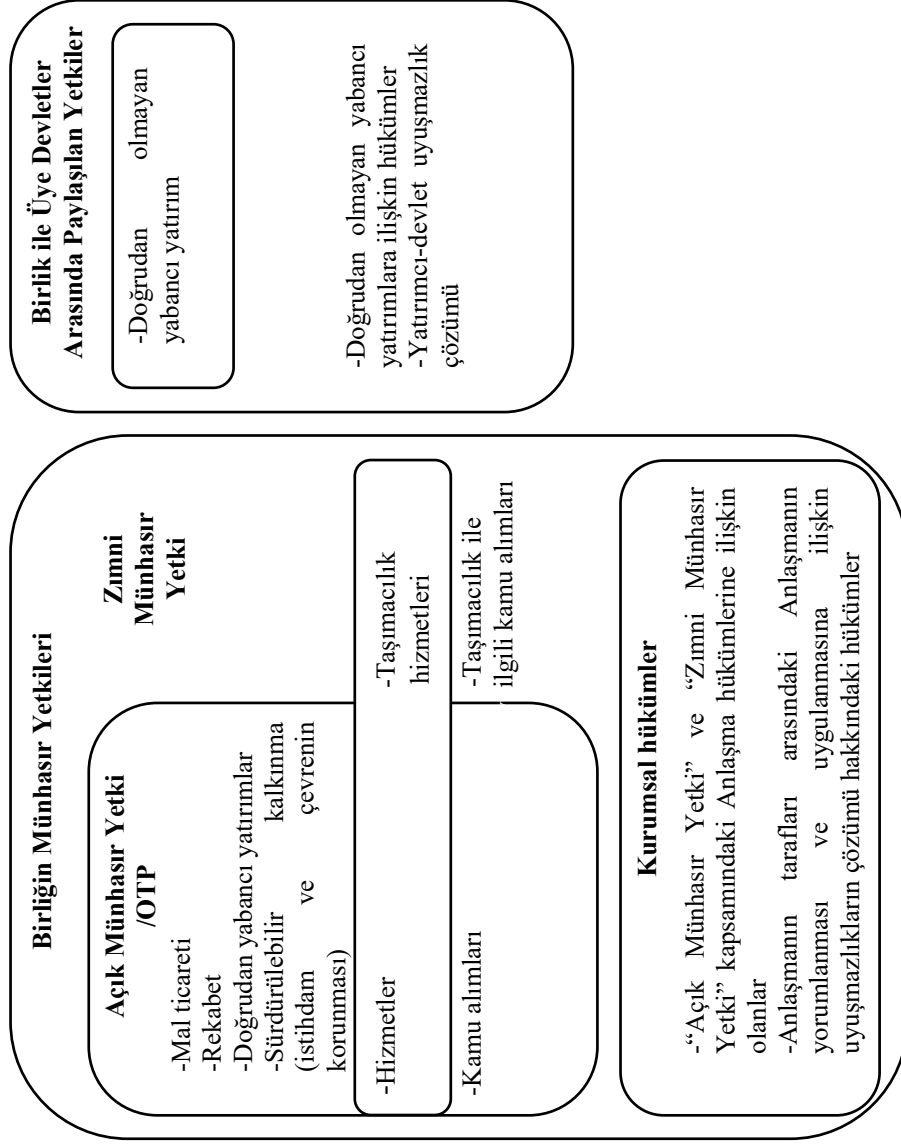 Birliğin Münhasır Yetkileri
Açık Münhasır Yetki
/OTP
-Mal ticareti
-Rekabet
-Doğrudan yabancı yatırımlar
-Sürdürülebilir kalkınma
(istihdam ve çevrenin
korunması)
-Hizmetler
-Kamu alımları
Zımni
Münhasır
Yetki
-Taşımacılık
hizmetleri
-Taşımacılık ile
ilgili kamu alımları
Kurumsal hükümler
-“Açık Münhasır Yetki” ve “Zımni Münhasır
Yetki” kapsamındaki Anlaşma hükümlerine ilişkin
olanlar
-Anlaşmanın tarafları arasındaki Anlaşmanın
yorumlanması ve uygulanmasına ilişkin
uyuşmazlıkların çözümü hakkındaki hükümler
Birlik ile Üye Devletler
Arasında Paylaşılan Yetkiler
-Doğrudan olmayan
yabancı yatırım
-Doğrudan olmayan yabancı
yatırımlara ilişkin hükümler
-Yatırımcı-devlet uyuşmazlık
çözümü